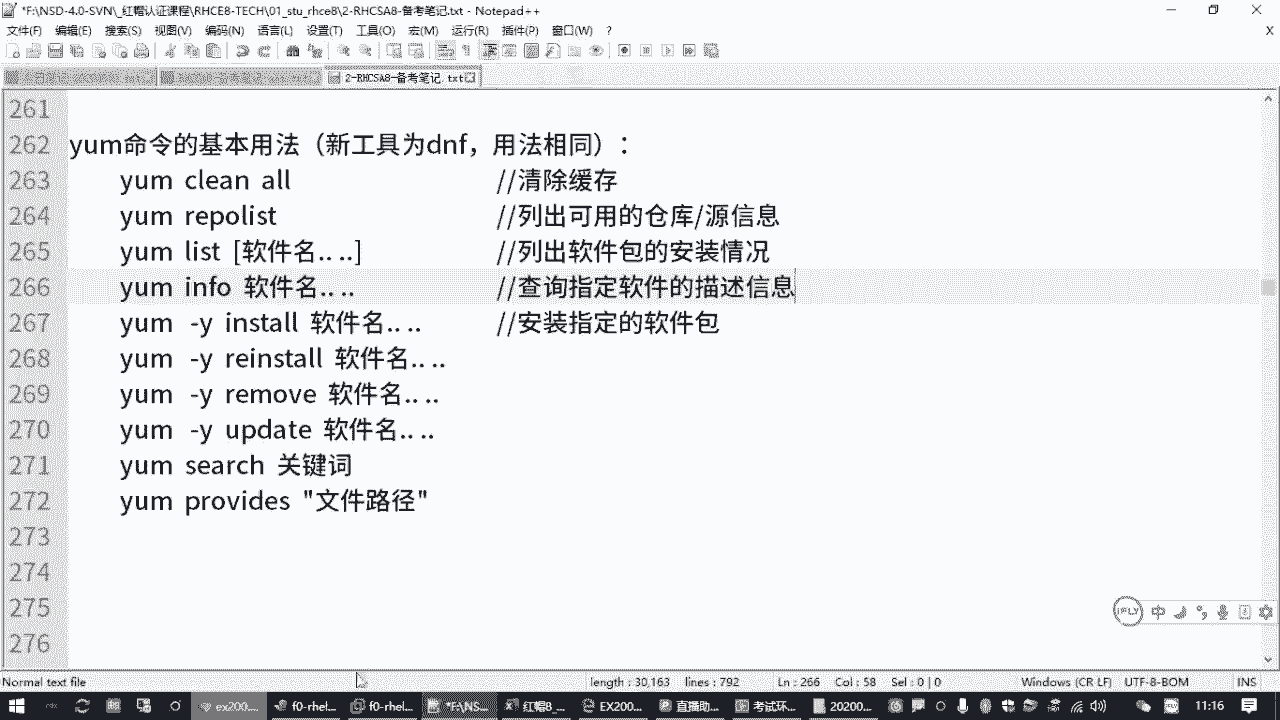 *F:\NSD-4.0-SVN\_红帽认证课程\RHCE8-TECH\01_stu_rhce8\2-RHCSA8-备考笔记.txt - Notepad++
文件(F) 编辑(E) 搜索(S) 视图(V) 编码(N) 语言(L) 设置(T) 工具(O) 宏(M) 运行(R) 插件(P) 窗口(W) ? X
2-RHCSA8-备考笔记.txt
261
262 yum命令的基本用法（新工具为dnf，用法相同）：
263 yum clean all //清除缓存
264 yum repolist //列出可用的仓库/源信息
265 yum list [软件名.. ..] //列出软件包的安装情况
266 yum info 软件名.. .. //查询指定软件的描述信息
267 yum -y install 软件名.. .. //安装指定的软件包
268 yum -y reinstall 软件名.. ..
269 yum -y remove 软件名.. ..
270 yum -y update 软件名.. ..
271 yum search 关键词
272 yum provides "文件路径"
273
274
275
276
iFLY 中
Normal text file length : 30,163 lines : 792 Ln : 266 Col : 58 Sel : 0 | 0 Windows (CR LF) UTF-8-BOM INS
ex200... f0-rhel... f0-rhel... *F:\NS... 红帽8_... EX200... 直播助... 考试环... 20200... 中 11:16